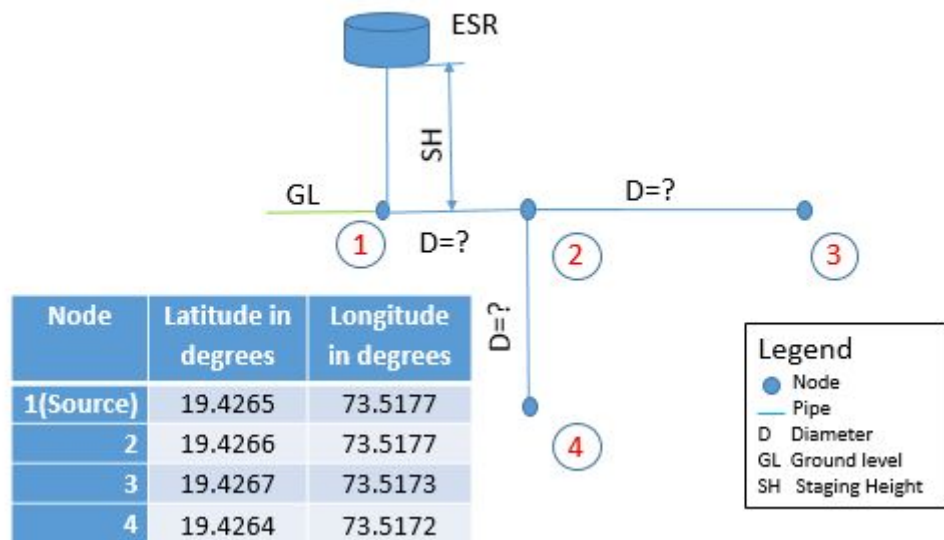 ESR
SH
GL
D=?
D=?
1
2
3
D=?
4
Node Latitude in degrees Longitude in degrees
1(Source) 19.4265 73.5177
2 19.4266 73.5177
3 19.4267 73.5173
4 19.4264 73.5172
Legend
Node
Pipe
D Diameter
GL Ground level
SH Staging Height